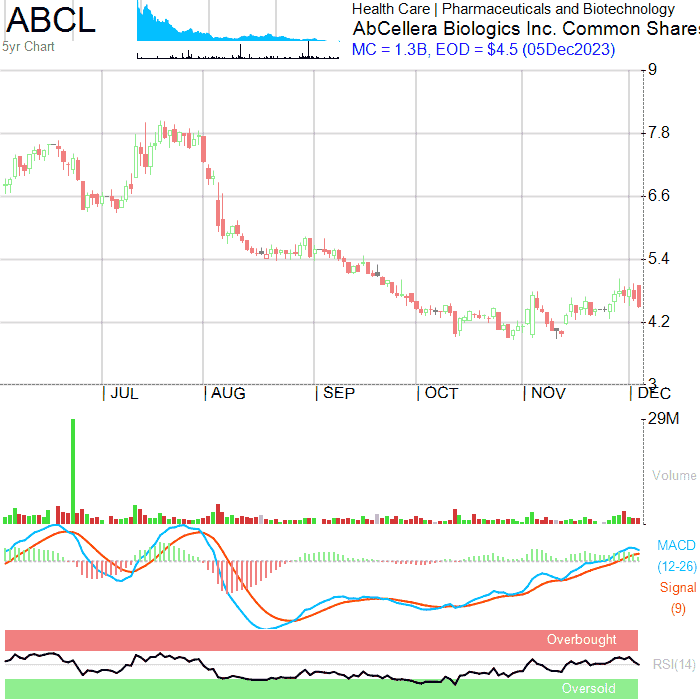 ABCL
5yr Chart
Health Care | Pharmaceuticals and Biotechnology
AbCellera Biologics Inc. Common Shares
MC = 1.3B, EOD = $4.5 (05Dec2023)
9
7.8
6.6
5.4
4.2
3
| JUL | AUG | SEP | OCT | NOV | DEC
29M
Volume
MACD
(12-26)
Signal
(9)
Overbought
RSI(14)
Oversold